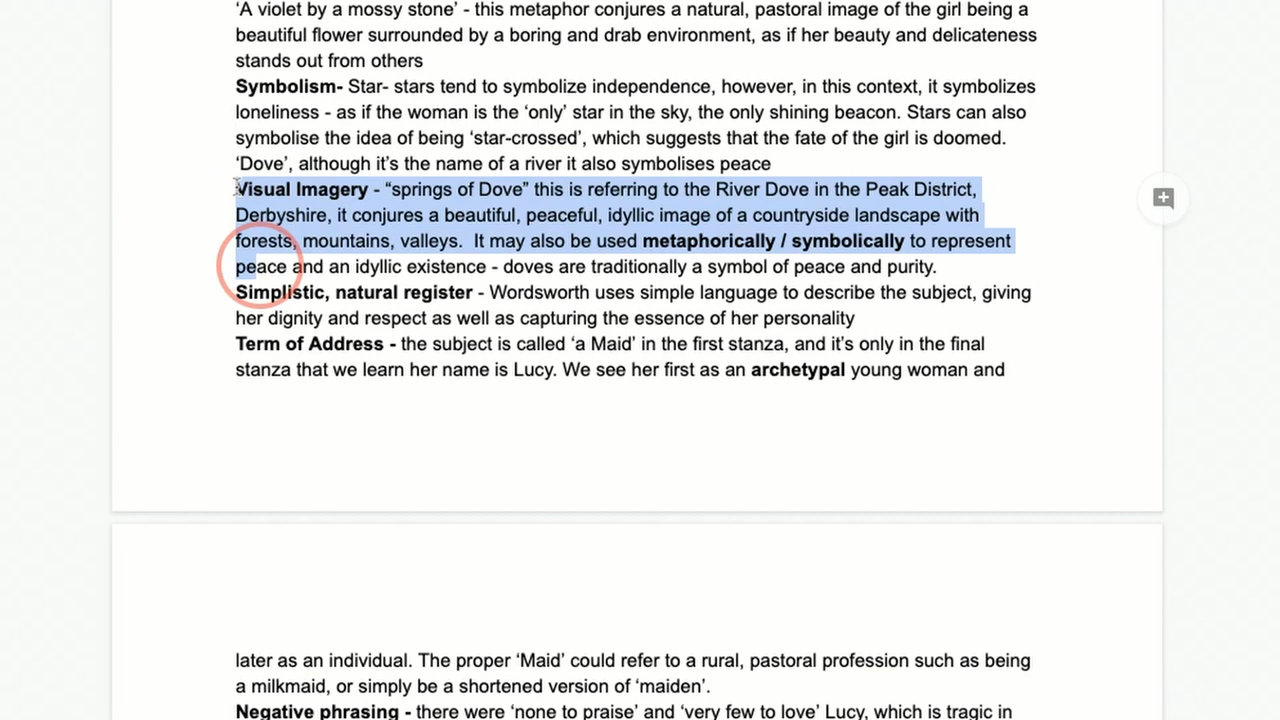 ‘A violet by a mossy stone’ - this metaphor conjures a natural, pastoral image of the girl being a
beautiful flower surrounded by a boring and drab environment, as if her beauty and delicateness
stands out from others
Symbolism- Star- stars tend to symbolize independence, however, in this context, it symbolizes
loneliness - as if the woman is the ‘only’ star in the sky, the only shining beacon. Stars can also
symbolise the idea of being ‘star-crossed’, which suggests that the fate of the girl is doomed.
‘Dove’, although it’s the name of a river it also symbolises peace
Visual Imagery - “springs of Dove” this is referring to the River Dove in the Peak District,
Derbyshire, it conjures a beautiful, peaceful, idyllic image of a countryside landscape with
forests, mountains, valleys.  It may also be used metaphorically / symbolically to represent
peace and an idyllic existence - doves are traditionally a symbol of peace and purity.
Simplistic, natural register - Wordsworth uses simple language to describe the subject, giving
her dignity and respect as well as capturing the essence of her personality
Term of Address - the subject is called ‘a Maid’ in the first stanza, and it’s only in the final
stanza that we learn her name is Lucy. We see her first as an archetypal young woman and
later as an individual. The proper ‘Maid’ could refer to a rural, pastoral profession such as being
a milkmaid, or simply be a shortened version of ‘maiden’.
Negative phrasing - there were ‘none to praise’ and ‘very few to love’ Lucy, which is tragic in